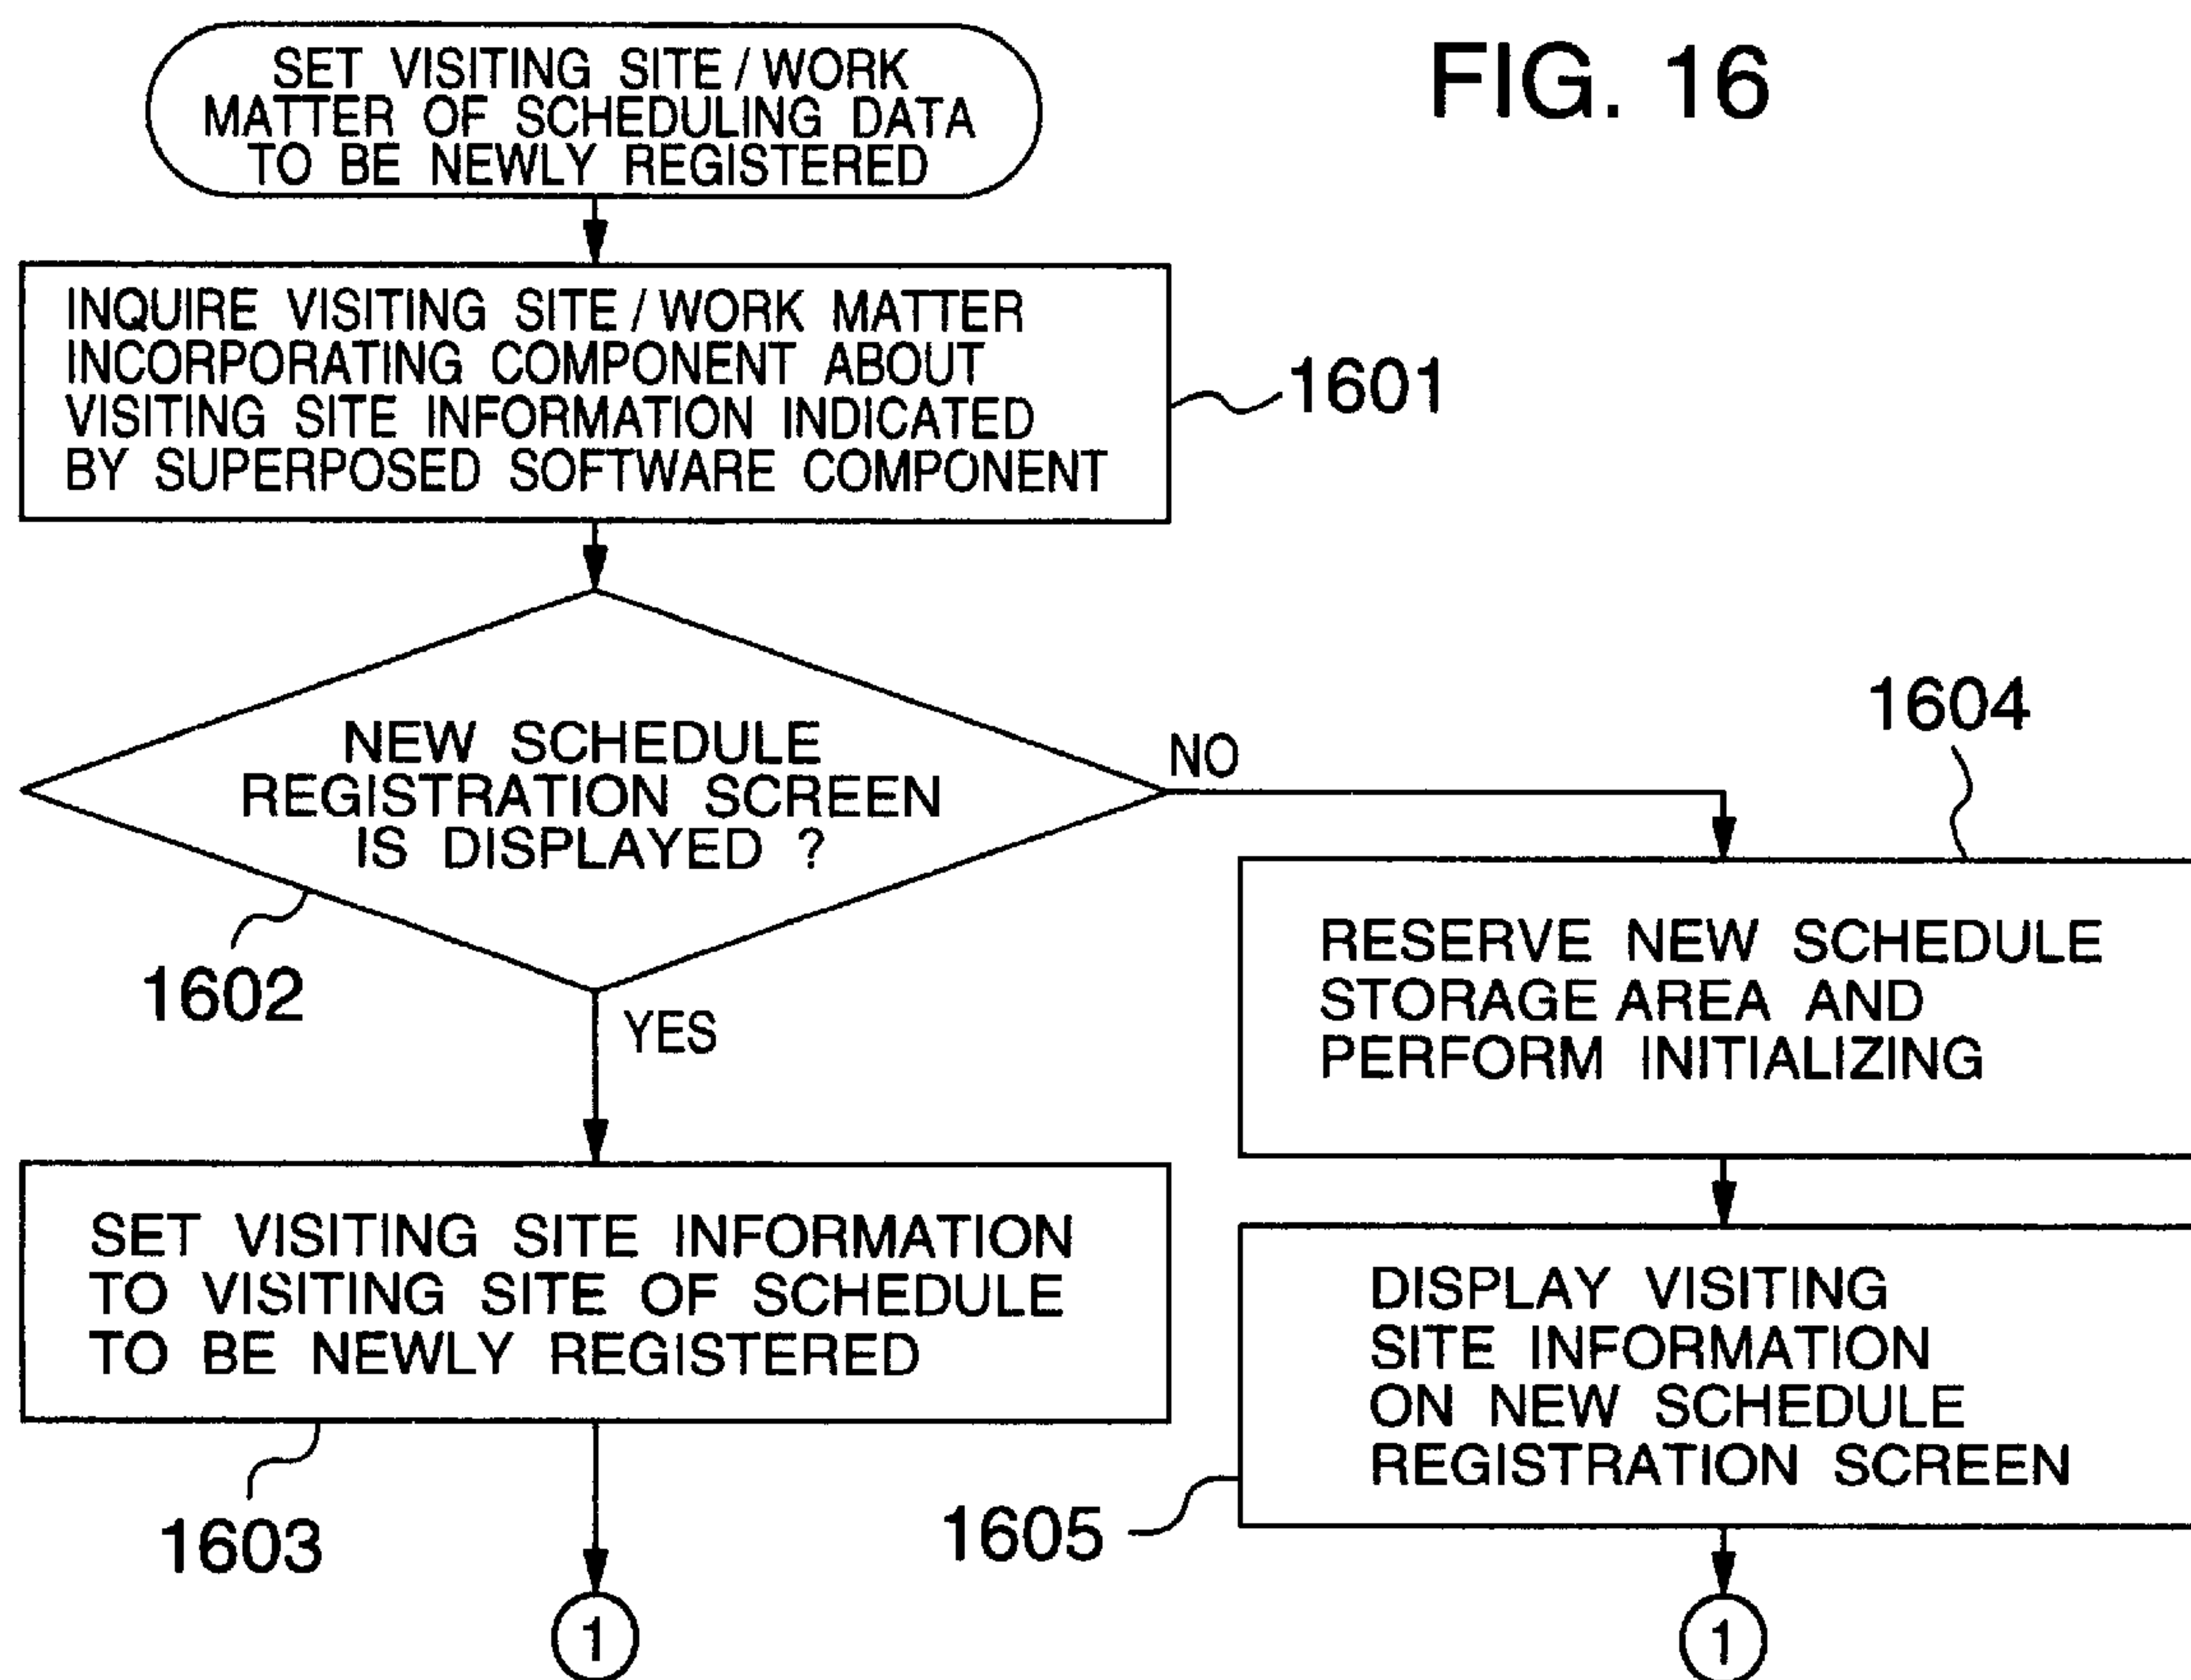 FIG. 16
SET VISITING SITE / WORK
MATTER OF SCHEDULING DATA
TO BE NEWLY REGISTERED
INQUIRE VISITING SITE / WORK MATTER
INCORPORATING COMPONENT ABOUT
VISITING SITE INFORMATION INDICATED
BY SUPERPOSED SOFTWARE COMPONENT
1601
NEW SCHEDULE
REGISTRATION SCREEN
IS DISPLAYED ?
1602
NO
YES
1604
RESERVE NEW SCHEDULE
STORAGE AREA AND
PERFORM INITIALIZING
SET VISITING SITE INFORMATION
TO VISITING SITE OF SCHEDULE
TO BE NEWLY REGISTERED
1603
DISPLAY VISITING
SITE INFORMATION
ON NEW SCHEDULE
REGISTRATION SCREEN
1605
1
1